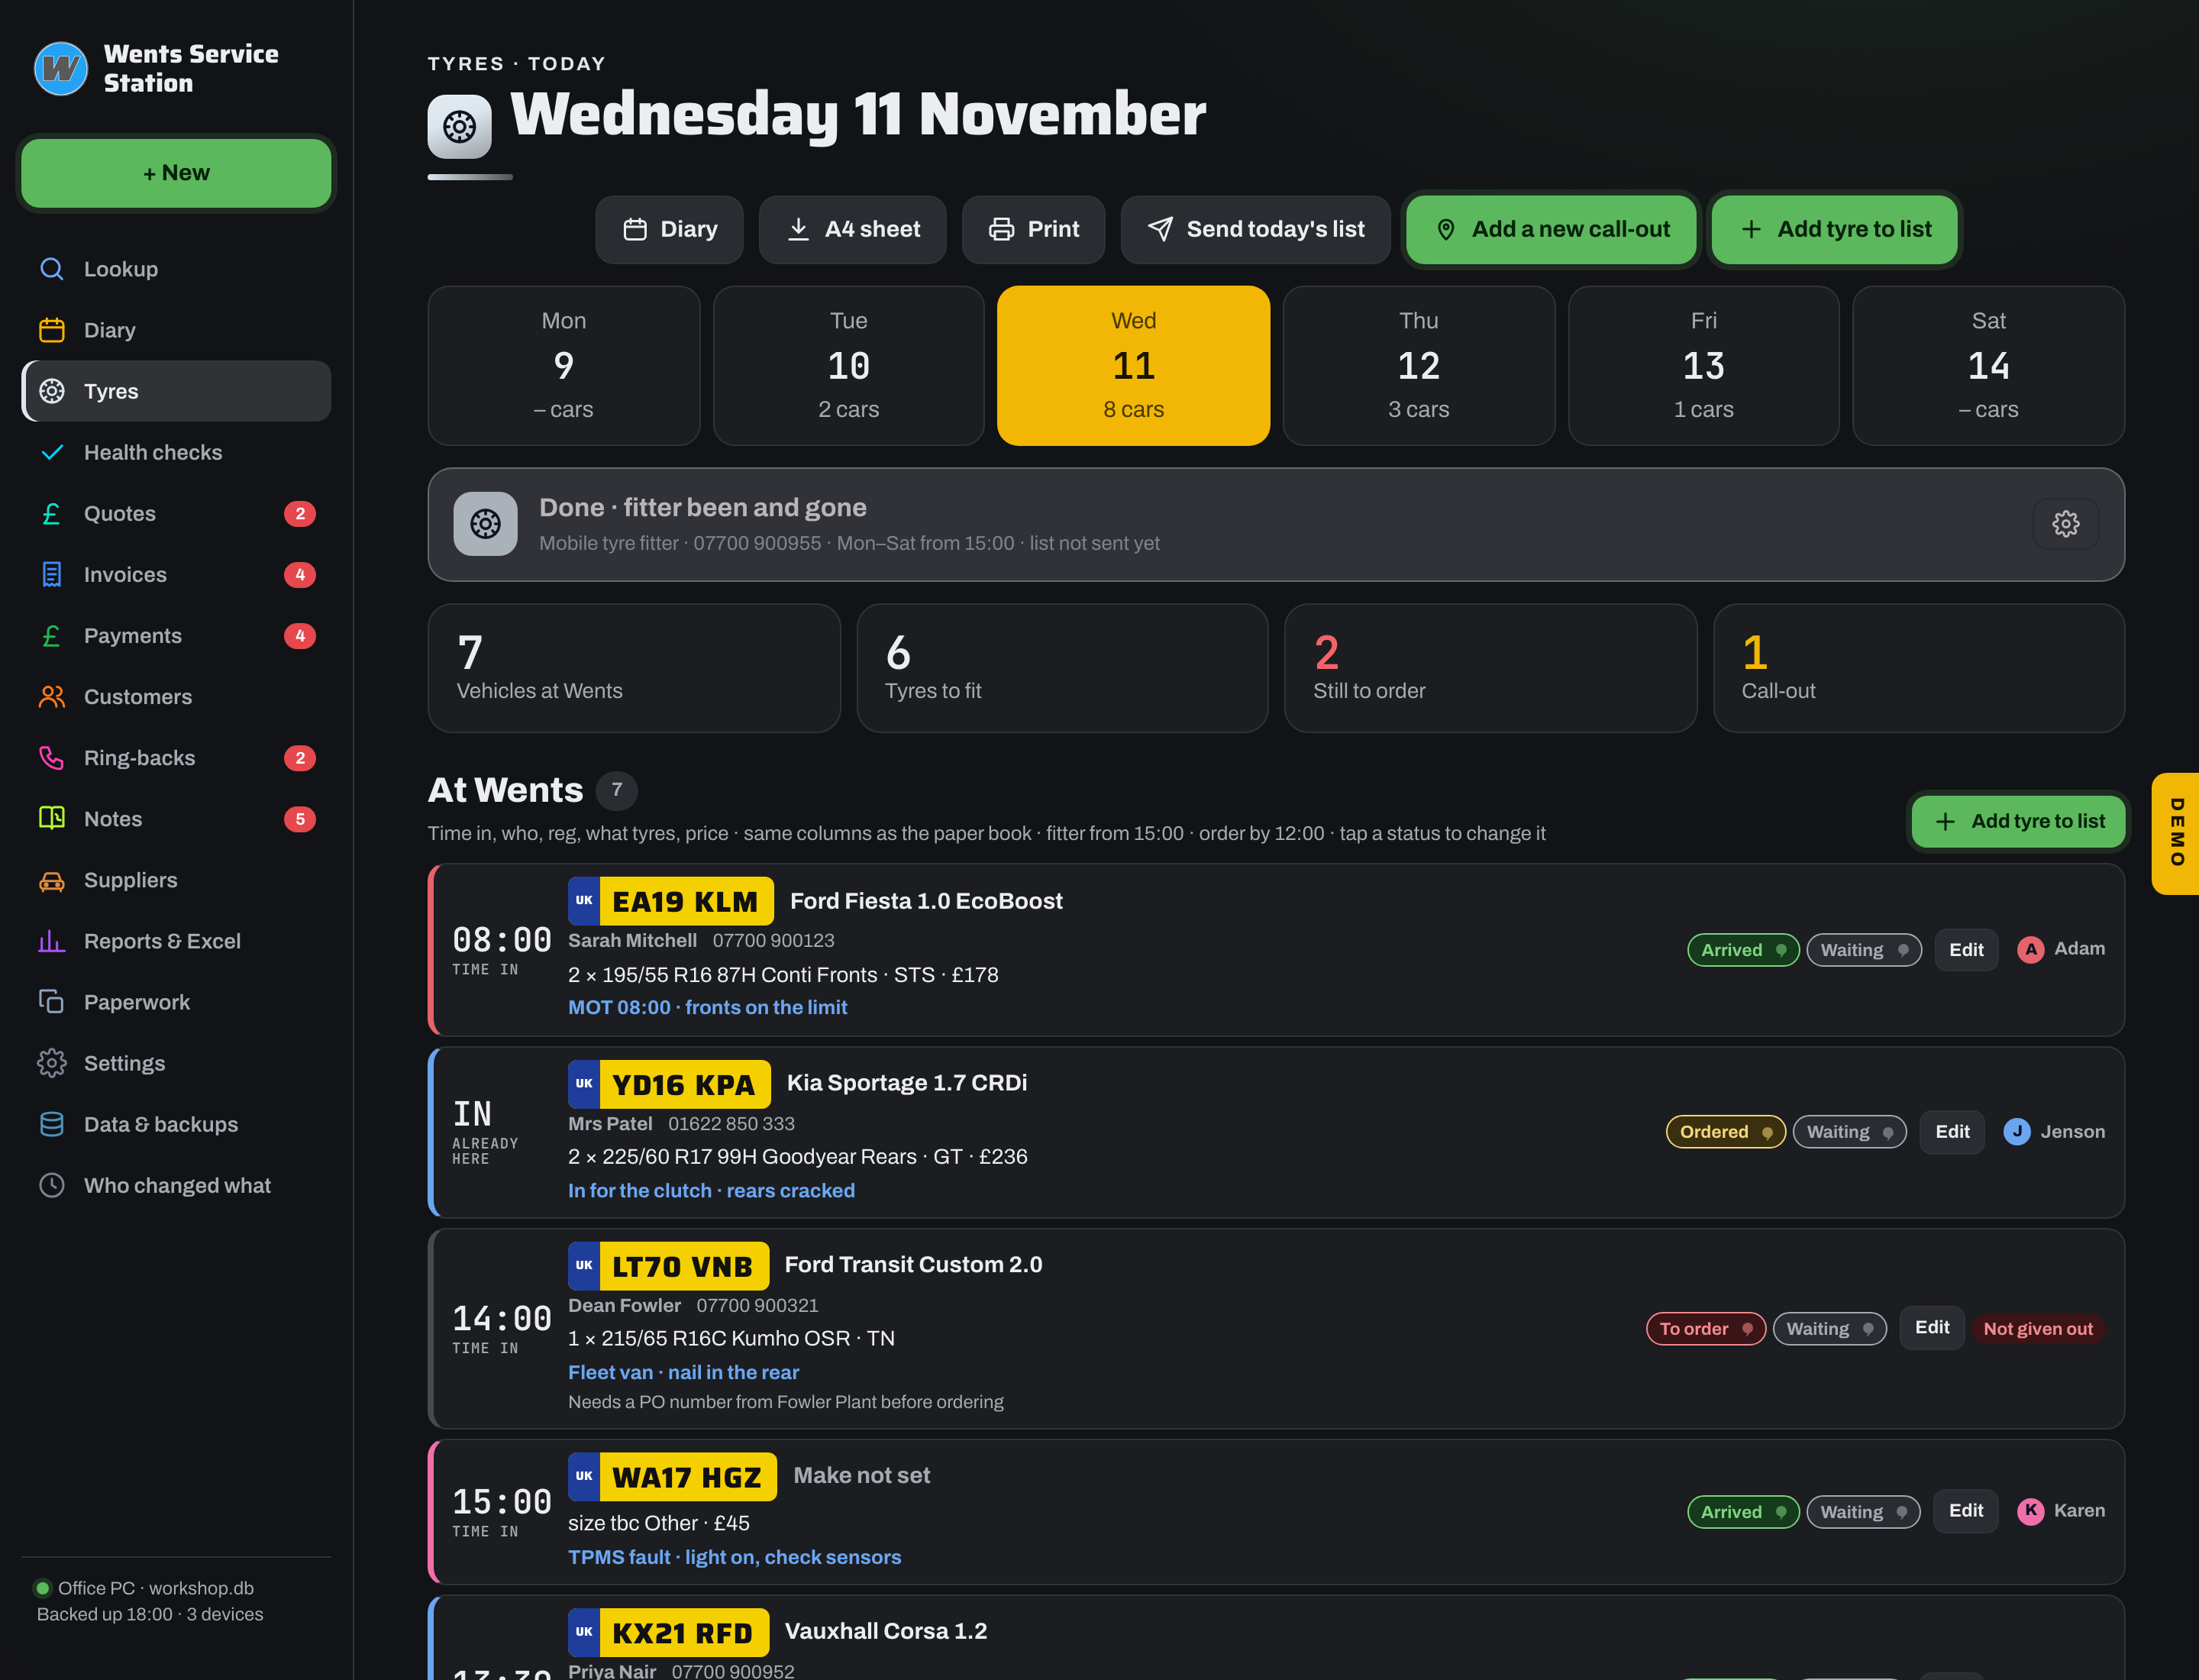 W Wents Service
Station
+ New
Lookup
Diary
Tyres
Health checks
Quotes 2
Invoices 4
Payments 4
Customers
Ring-backs 2
Notes 5
Suppliers
Reports & Excel
Paperwork
Settings
Data & backups
Who changed what
Office PC · workshop.db
Backed up 18:00 · 3 devices
TYRES · TODAY
Wednesday 11 November
Diary A4 sheet Print Send today's list Add a new call-out Add tyre to list
Mon Tue Wed Thu Fri Sat
9 10 11 12 13 14
– cars 2 cars 8 cars 3 cars 1 cars – cars
Done · fitter been and gone
Mobile tyre fitter · 07700 900955 · Mon–Sat from 15:00 · list not sent yet
7 6 2 1
Vehicles at Wents Tyres to fit Still to order Call-out
At Wents 7
Time in, who, reg, what tyres, price · same columns as the paper book · fitter from 15:00 · order by 12:00 · tap a status to change it
Add tyre to list
DEMO
UK EA19 KLM Ford Fiesta 1.0 EcoBoost
08:00
TIME IN
Sarah Mitchell 07700 900123
2 × 195/55 R16 87H Conti Fronts · STS · £178
MOT 08:00 · fronts on the limit
Arrived Waiting Edit A Adam
UK YD16 KPA Kia Sportage 1.7 CRDi
IN
ALREADY
HERE
Mrs Patel 01622 850 333
2 × 225/60 R17 99H Goodyear Rears · GT · £236
In for the clutch · rears cracked
Ordered Waiting Edit J Jenson
UK LT70 VNB Ford Transit Custom 2.0
14:00
TIME IN
Dean Fowler 07700 900321
1 × 215/65 R16C Kumho OSR · TN
Fleet van · nail in the rear
Needs a PO number from Fowler Plant before ordering
To order Waiting Edit Not given out
UK WA17 HGZ Make not set
15:00
TIME IN
size tbc Other · £45
TPMS fault · light on, check sensors
Arrived Waiting Edit K Karen
UK KX21 RFD Vauxhall Corsa 1.2
Priya Nair 07700 900952